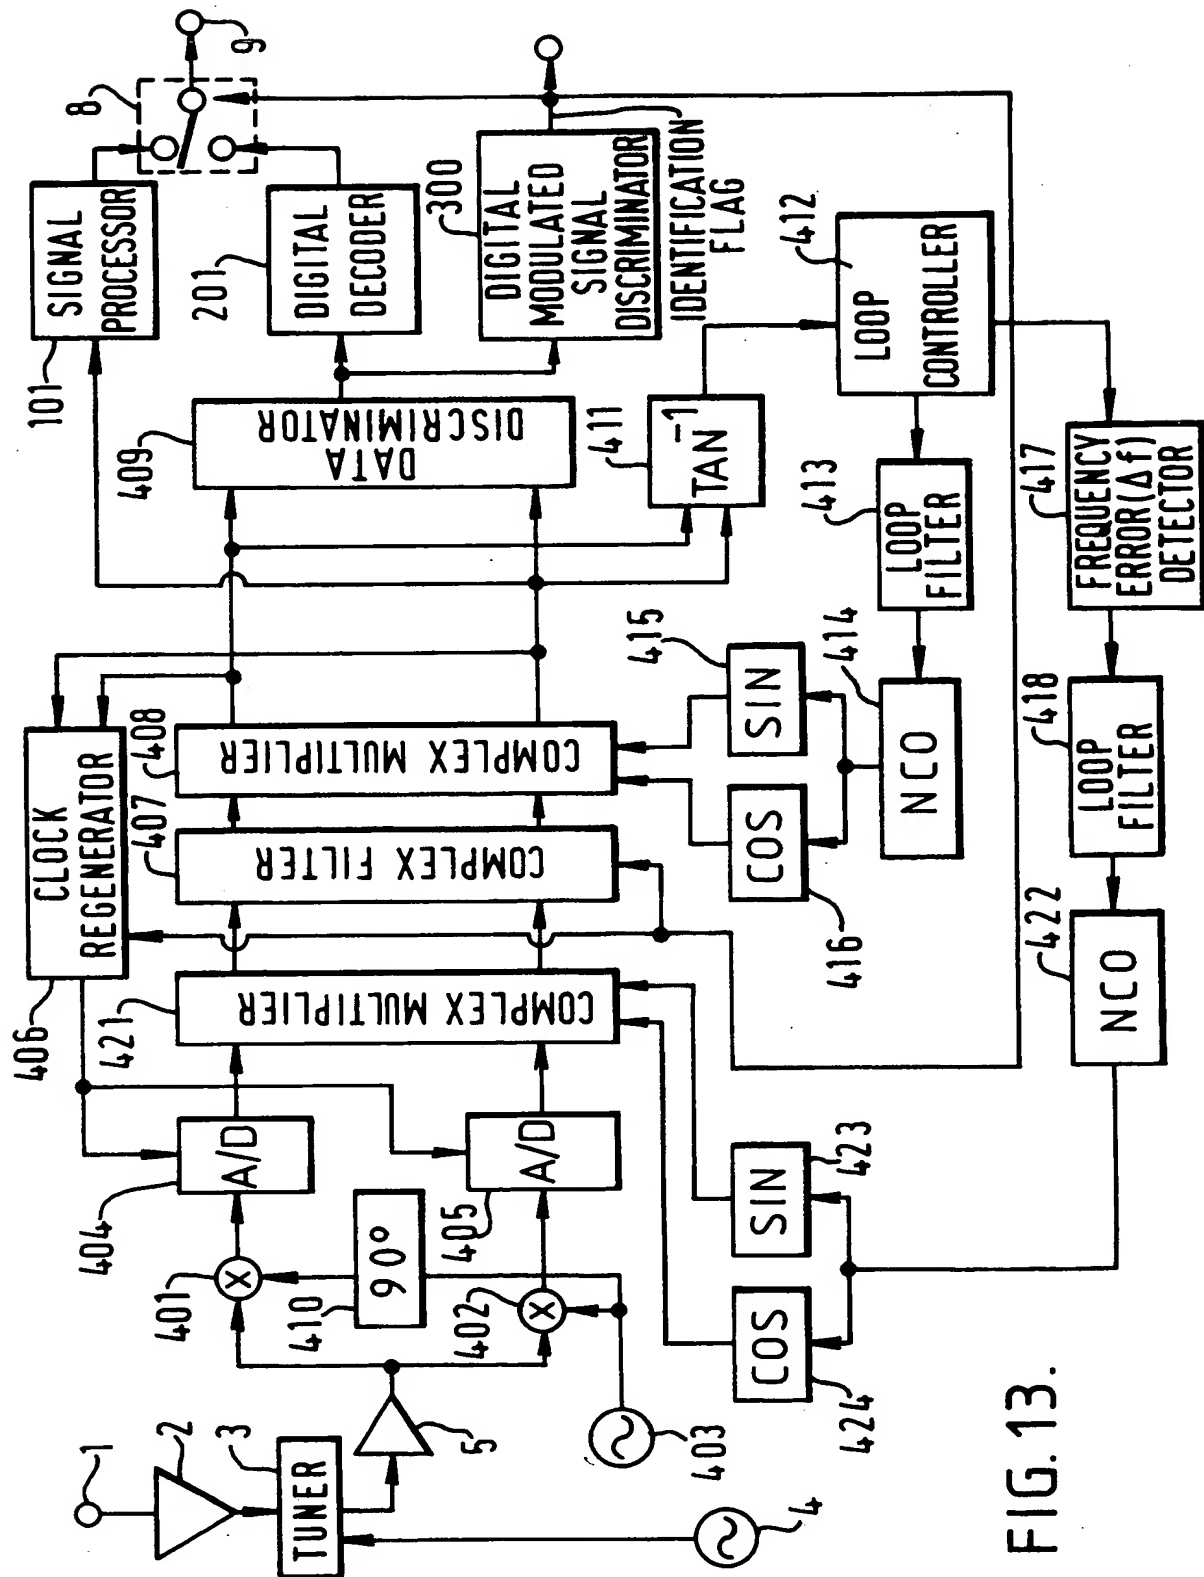 1
2
3
TUNER
4
5
403
401
410
90°
402
404
A/D
405
A/D
406
CLOCK
REGENERATOR
421
COMPLEX MULTIPLIER
407
COMPLEX FILTER
408
COMPLEX MULTIPLIER
409
DATA
DISCRIMINATOR
101
SIGNAL
PROCESSOR
201
DIGITAL
DECODER
8
9
300
DIGITAL
MODULATED
SIGNAL
DISCRIMINATOR
IDENTIFICATION
FLAG
411
TAN⁻¹
412
LOOP
CONTROLLER
413
LOOP
FILTER
414
NCO
415
SIN
416
COS
417
FREQUENCY
ERROR(Δf)
DETECTOR
418
LOOP
FILTER
422
NCO
423
SIN
424
COS
FIG.13.